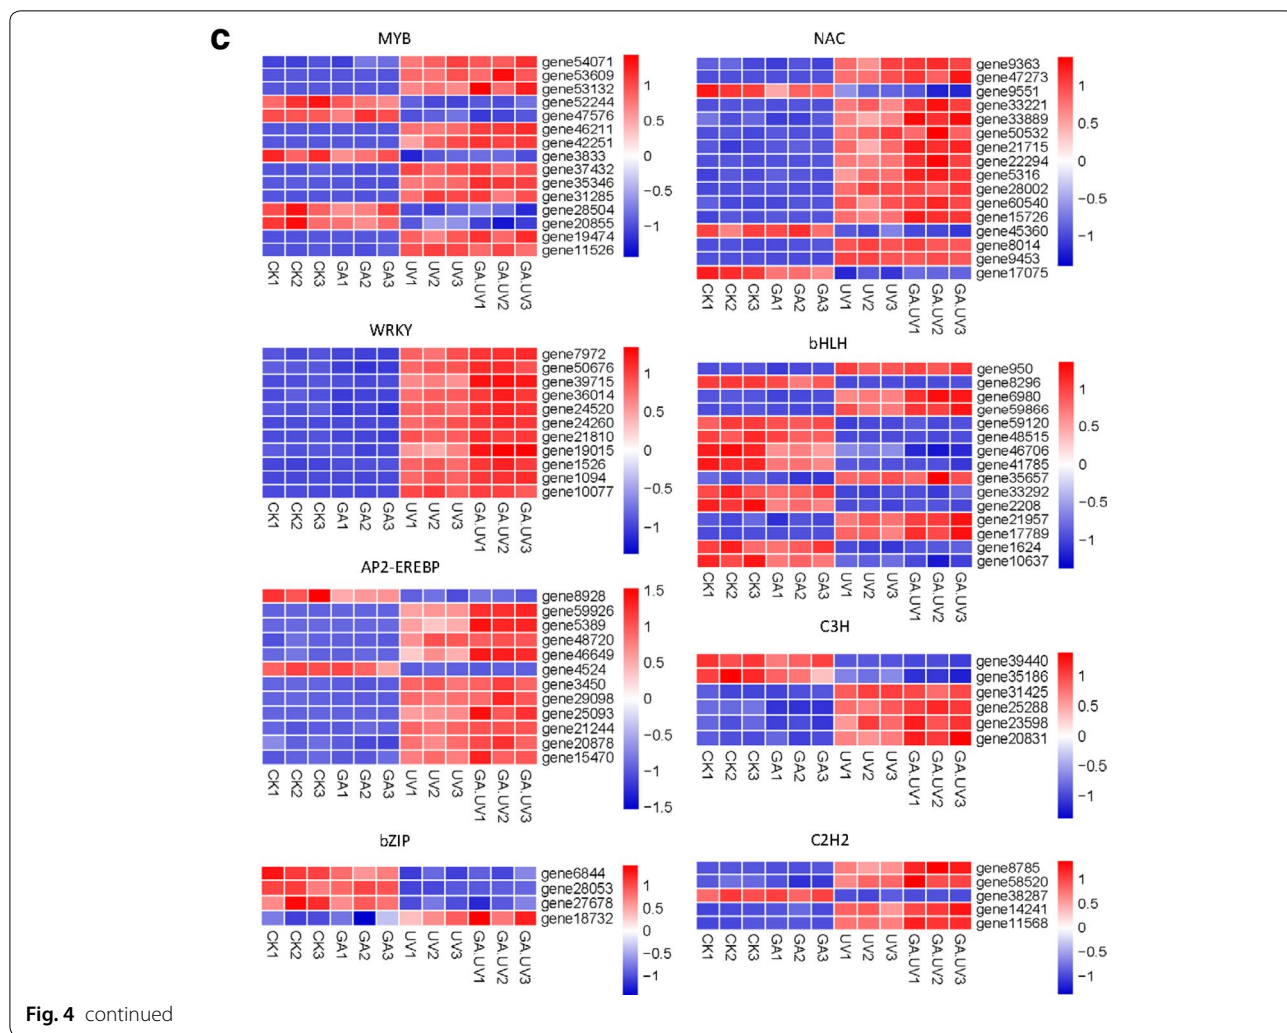 c
MYB
gene54071
gene53609
gene53132
gene52244
gene47576
gene46211
gene42251
gene3833
gene37432
gene35346
gene31285
gene28504
gene20855
gene19474
gene11526
CK1 CK2 CK3 GA1 GA2 GA3 UV1 UV2 UV3 GA.UV1 GA.UV2 GA.UV3
1
0.5
0
−0.5
−1
NAC
gene9363
gene47273
gene9551
gene33221
gene33889
gene50532
gene21715
gene22294
gene5316
gene28002
gene60540
gene15726
gene45360
gene8014
gene9453
gene17075
CK1 CK2 CK3 GA1 GA2 GA3 UV1 UV2 UV3 GA.UV1 GA.UV2 GA.UV3
1
0.5
0
−0.5
−1
WRKY
gene7972
gene50676
gene39715
gene36014
gene24520
gene24260
gene21810
gene19015
gene1526
gene1094
gene10077
CK1 CK2 CK3 GA1 GA2 GA3 UV1 UV2 UV3 GA.UV1 GA.UV2 GA.UV3
1
0.5
0
−0.5
−1
bHLH
gene950
gene8296
gene6980
gene59866
gene59120
gene48515
gene46706
gene41785
gene35657
gene33292
gene2208
gene21957
gene17789
gene1624
gene10637
CK1 CK2 CK3 GA1 GA2 GA3 UV1 UV2 UV3 GA.UV1 GA.UV2 GA.UV3
1
0.5
0
−0.5
−1
AP2-EREBP
gene8928
gene59926
gene5389
gene48720
gene46649
gene4524
gene3450
gene29098
gene25093
gene21244
gene20878
gene15470
CK1 CK2 CK3 GA1 GA2 GA3 UV1 UV2 UV3 GA.UV1 GA.UV2 GA.UV3
1.5
1
0.5
0
−0.5
−1
−1.5
C3H
gene39440
gene35186
gene31425
gene25288
gene23598
gene20831
CK1 CK2 CK3 GA1 GA2 GA3 UV1 UV2 UV3 GA.UV1 GA.UV2 GA.UV3
1
0.5
0
−0.5
−1
bZIP
gene6844
gene28053
gene27678
gene18732
CK1 CK2 CK3 GA1 GA2 GA3 UV1 UV2 UV3 GA.UV1 GA.UV2 GA.UV3
1
0.5
0
−0.5
−1
C2H2
gene8785
gene58520
gene38287
gene14241
gene11568
CK1 CK2 CK3 GA1 GA2 GA3 UV1 UV2 UV3 GA.UV1 GA.UV2 GA.UV3
1
0.5
0
−0.5
−1
Fig. 4 continued